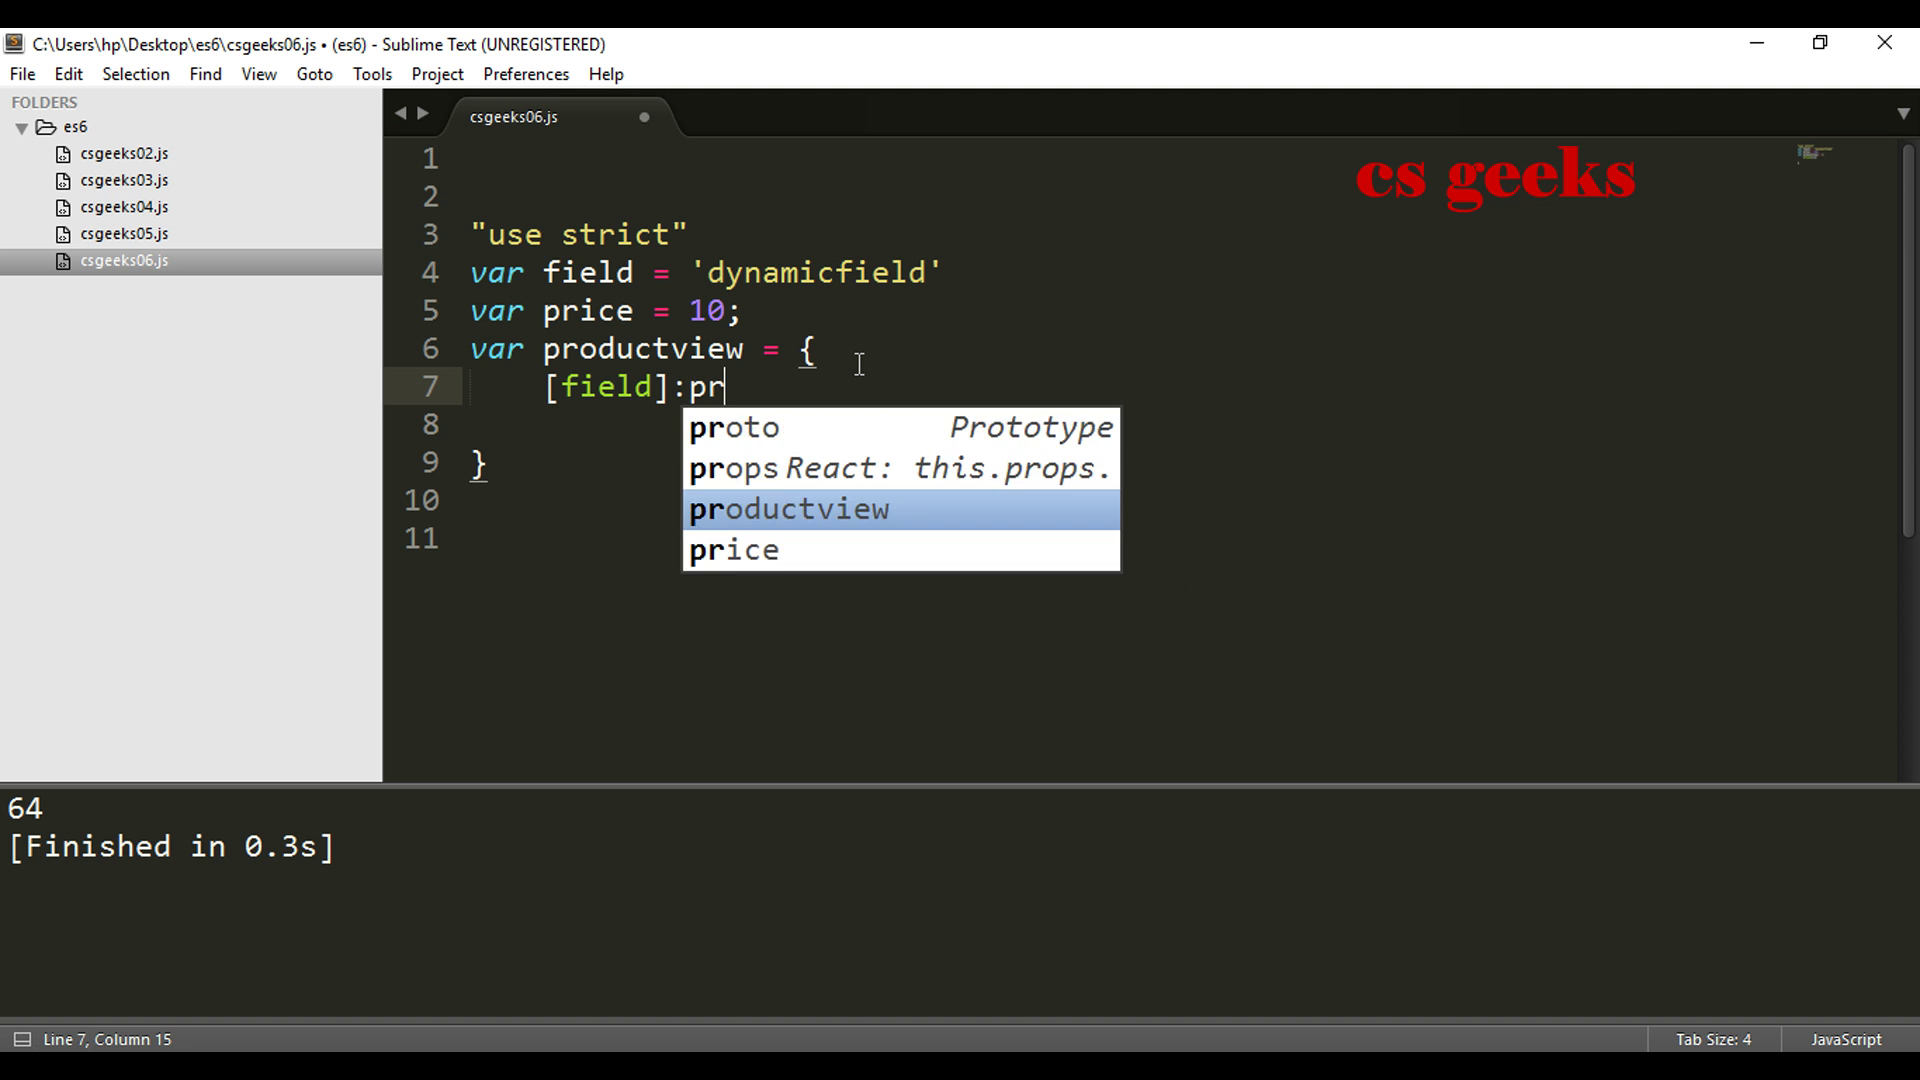 C:\Users\hp\Desktop\es6\csgeeks06.js • (es6) - Sublime Text (UNREGISTERED)
File Edit Selection Find View Goto Tools Project Preferences Help
FOLDERS
es6
csgeeks02.js
csgeeks03.js
csgeeks04.js
csgeeks05.js
csgeeks06.js
csgeeks06.js
cs geeks
1
2
3 "use strict"
4 var field = 'dynamicfield'
5 var price = 10;
6 var productview = {
7 [field]:pr
8
9 }
10
11
proto Prototype
props React: this.props.
productview
price
64
[Finished in 0.3s]
Line 7, Column 15
Tab Size: 4
JavaScript